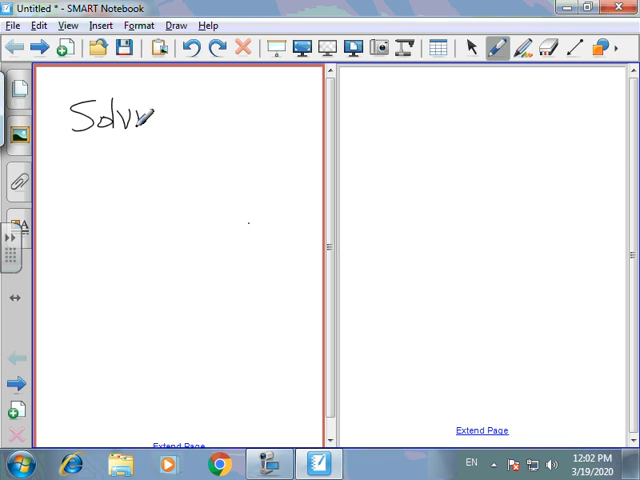 Untitled * - SMART Notebook
File Edit View Insert Format Draw Help
Extend Page
Extend Page
EN
12:02 PM
3/19/2020